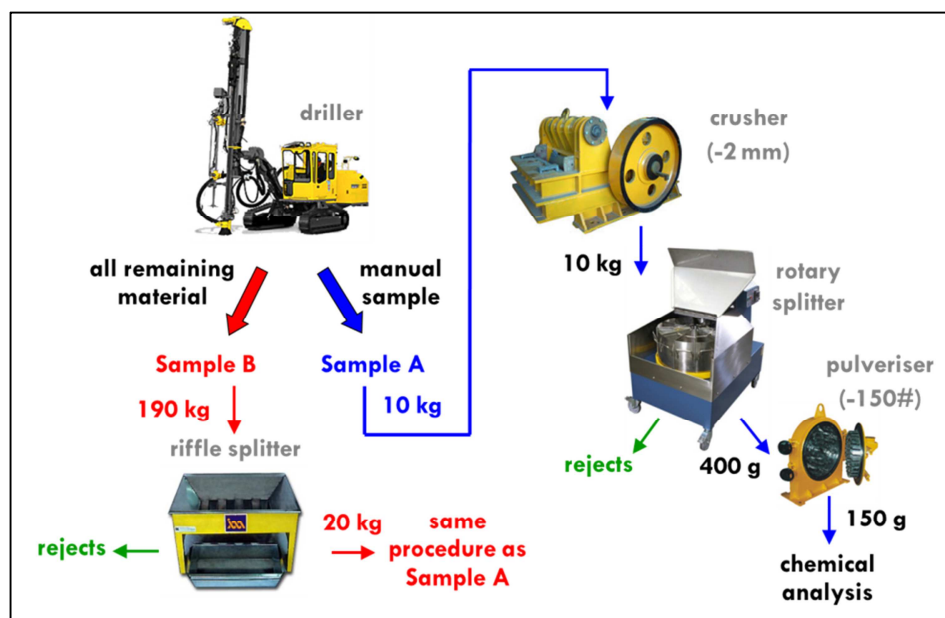 driller
crusher
(-2 mm)
all remaining
material
manual
sample
10 kg
rotary
splitter
Sample B
Sample A
190 kg
10 kg
pulveriser
(-150#)
riffle splitter
rejects
400 g
20 kg
same
procedure as
Sample A
rejects
150 g
chemical
analysis